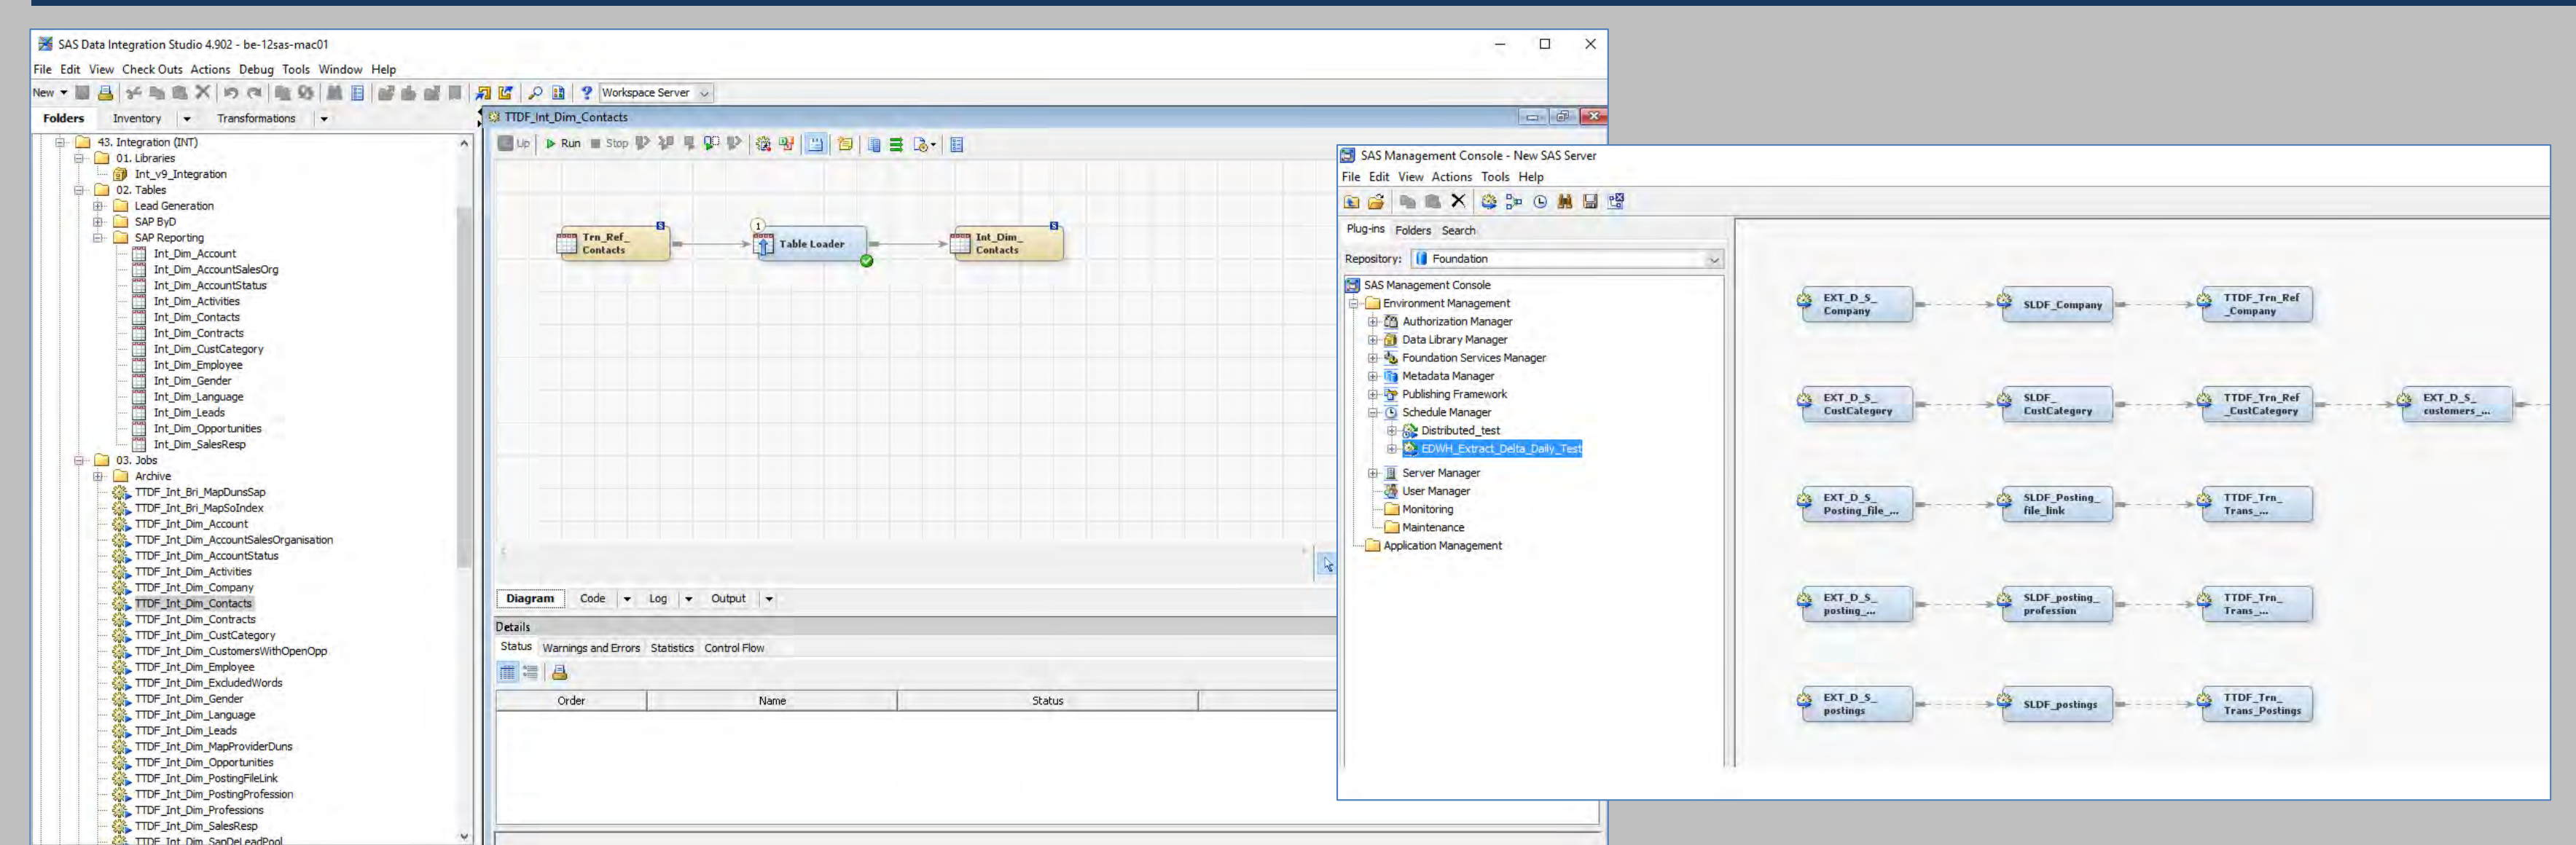 SAS Data Integration Studio 4.902 - be-12sas-mac01
File Edit View Check Outs Actions Debug Tools Window Help
New
Workspace Server
Folders Inventory Transformations
43. Integration (INT)
01. Libraries
Int_v9_Integration
02. Tables
Lead Generation
SAP ByD
SAP Reporting
Int_Dim_Account
Int_Dim_AccountSalesOrg
Int_Dim_AccountStatus
Int_Dim_Activities
Int_Dim_Contacts
Int_Dim_Contracts
Int_Dim_CustCategory
Int_Dim_Employee
Int_Dim_Gender
Int_Dim_Language
Int_Dim_Leads
Int_Dim_Opportunities
Int_Dim_SalesResp
03. Jobs
Archive
TTDF_Int_Bri_MapDunsSap
TTDF_Int_Bri_MapSoIndex
TTDF_Int_Dim_Account
TTDF_Int_Dim_AccountSalesOrganisation
TTDF_Int_Dim_AccountStatus
TTDF_Int_Dim_Activities
TTDF_Int_Dim_Company
TTDF_Int_Dim_Contacts
TTDF_Int_Dim_Contracts
TTDF_Int_Dim_CustCategory
TTDF_Int_Dim_CustomersWithOpenOpp
TTDF_Int_Dim_Employee
TTDF_Int_Dim_ExcludedWords
TTDF_Int_Dim_Gender
TTDF_Int_Dim_Language
TTDF_Int_Dim_Leads
TTDF_Int_Dim_MapProviderDuns
TTDF_Int_Dim_Opportunities
TTDF_Int_Dim_PostingFileLink
TTDF_Int_Dim_PostingProfession
TTDF_Int_Dim_Professions
TTDF_Int_Dim_SalesResp
TTDF_Int_Dim_SapDeLeadPool
TTDF_Int_Dim_Contacts
Up Run Stop
Trn_Ref_
Contacts
1
Table Loader
Int_Dim_
Contacts
Diagram Code Log Output
Details
Status Warnings and Errors Statistics Control Flow
Order Name Status
SAS Management Console - New SAS Server
File Edit View Actions Tools Help
Plug-ins Folders Search
Repository: Foundation
SAS Management Console
Environment Management
Authorization Manager
Data Library Manager
Foundation Services Manager
Metadata Manager
Publishing Framework
Schedule Manager
Distributed_test
EDWH_Extract_Delta_Daily_Test
Server Manager
User Manager
Monitoring
Maintenance
Application Management
EXT_D_S_
Company
SLDF_Company
TTDF_Trn_Ref
_Company
EXT_D_S_
CustCategory
SLDF_
CustCategory
TTDF_Trn_Ref
_CustCategory
EXT_D_S_
customers_...
EXT_D_S_
Posting_file_...
SLDF_Posting_
file_link
TTDF_Trn_
Trans_...
EXT_D_S_
posting_...
SLDF_posting_
profession
TTDF_Trn_
Trans_...
EXT_D_S_
postings
SLDF_postings
TTDF_Trn_
Trans_Postings